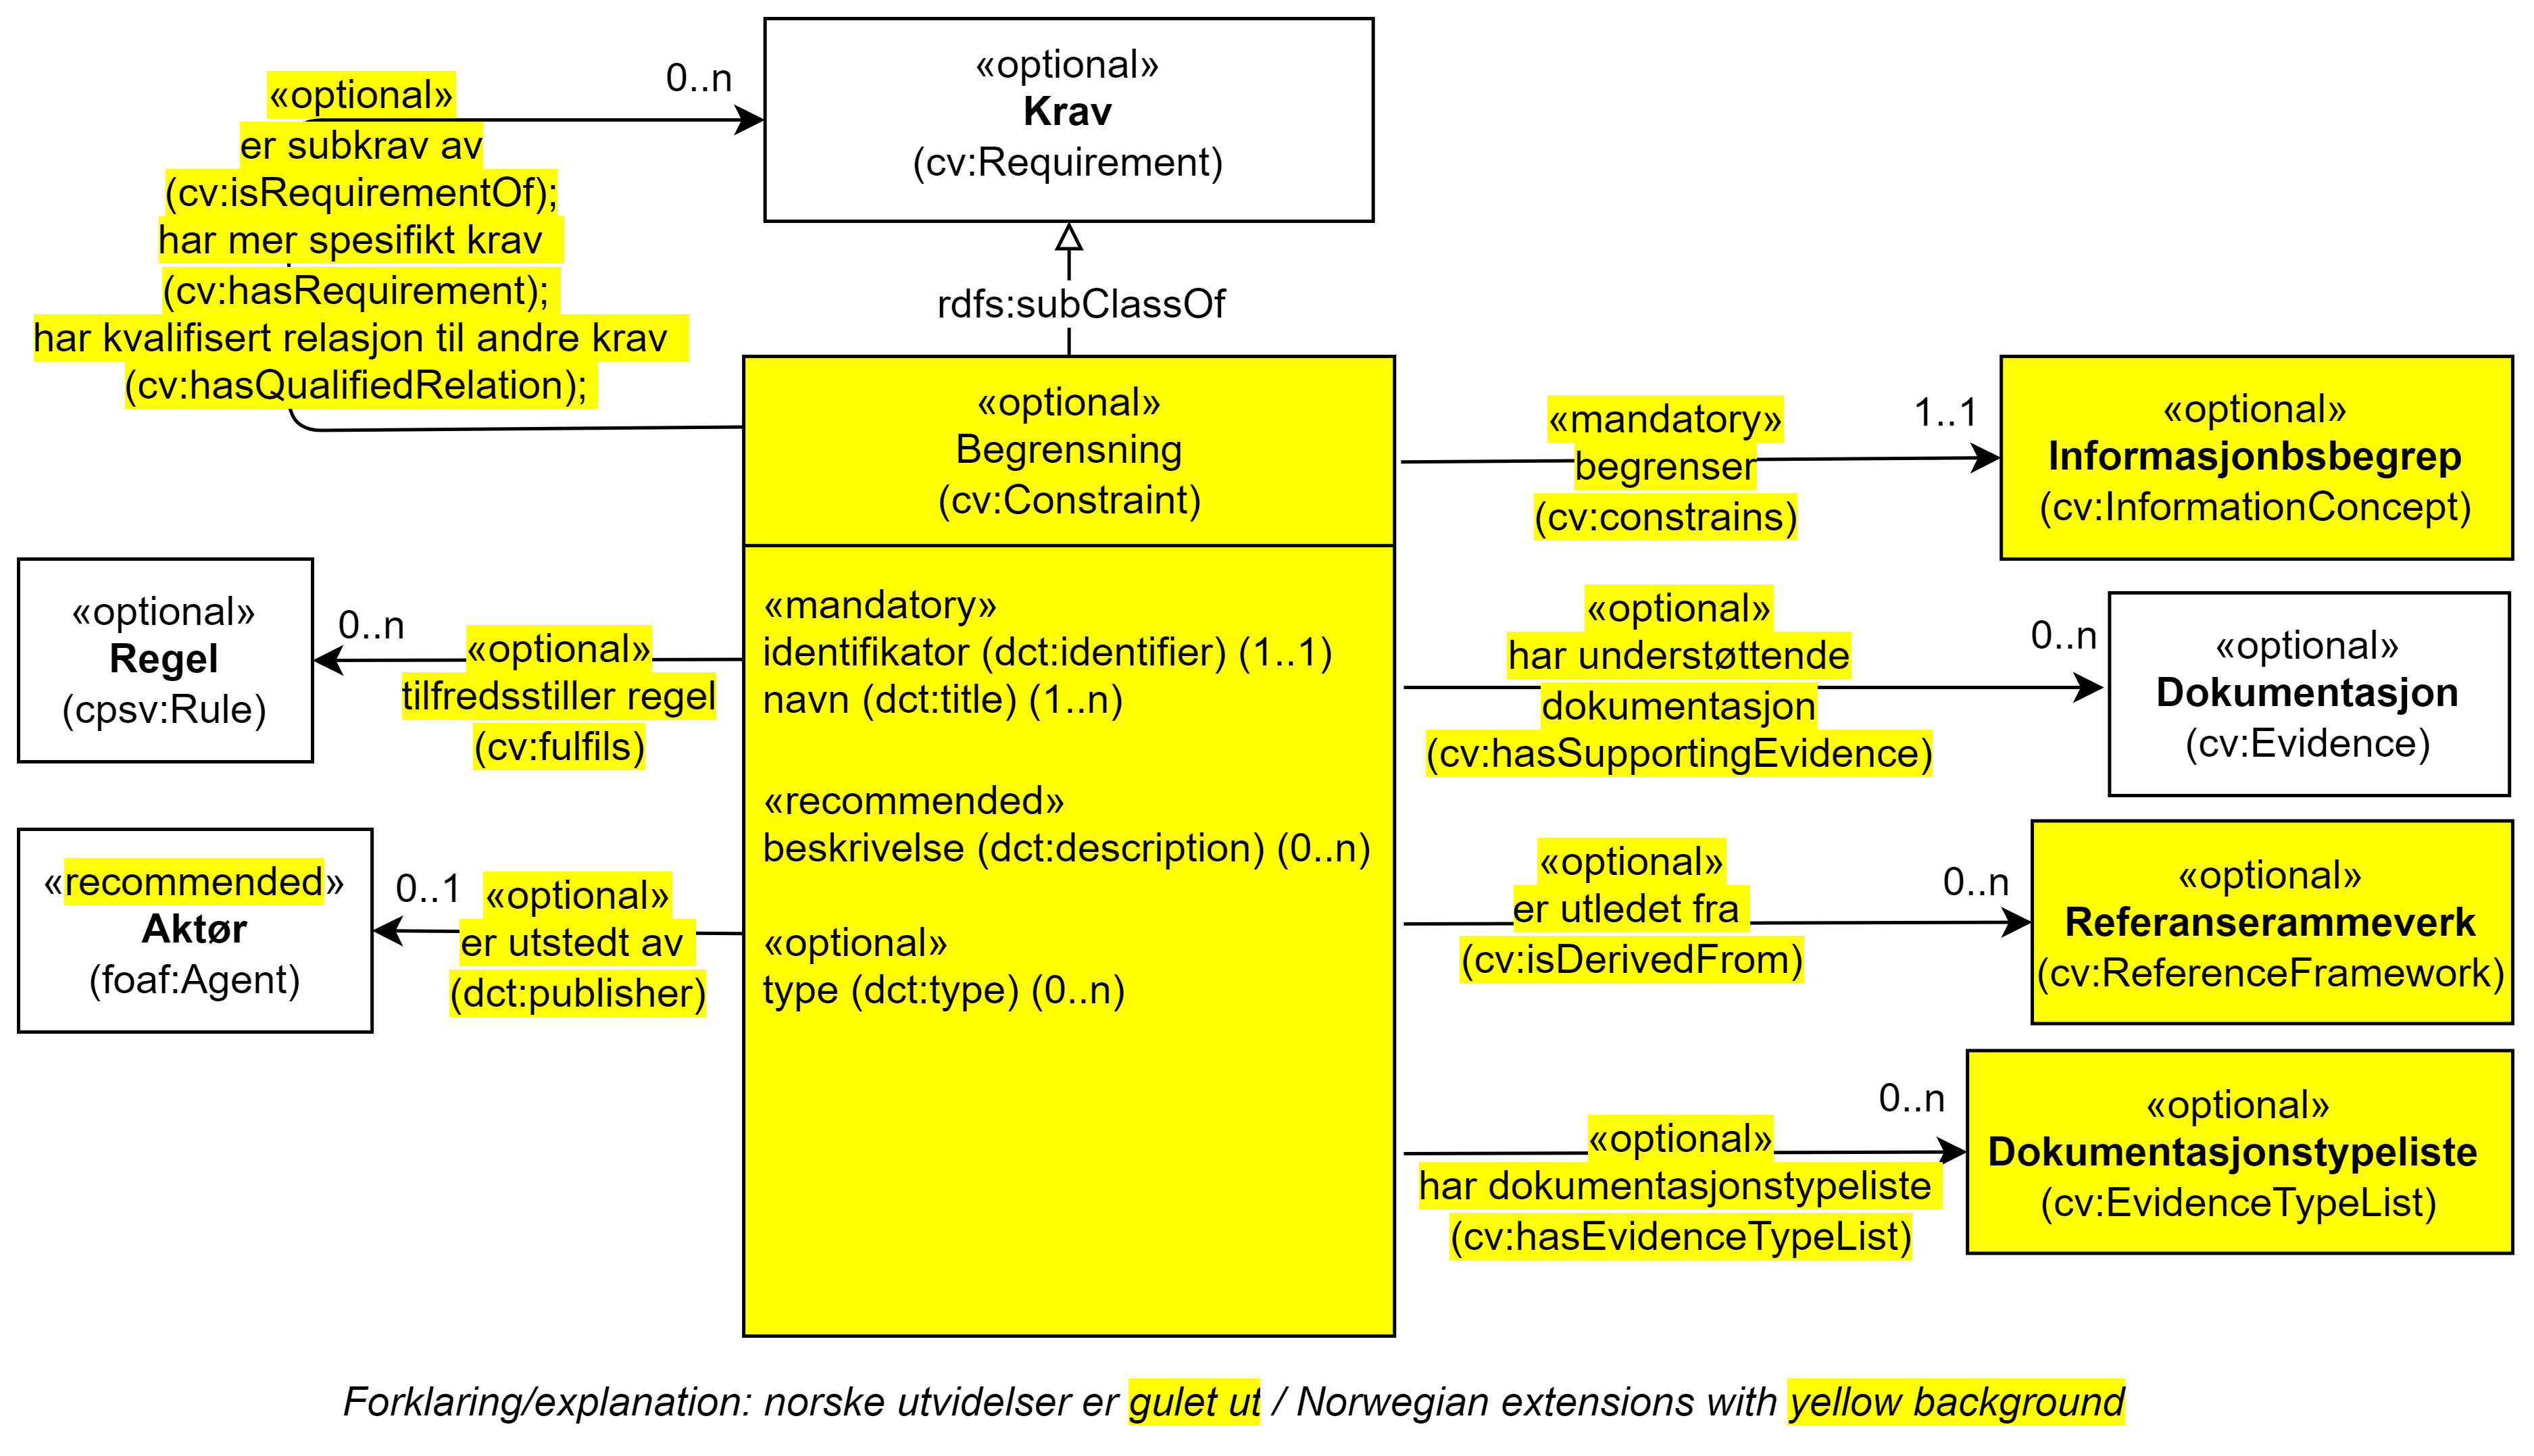 «optional»
er subkrav av
(cv:isRequirementOf);
har mer spesifikt krav
(cv:hasRequirement);
har kvalifisert relasjon til andre krav
(cv:hasQualifiedRelation);
0..n
«optional»
Krav
(cv:Requirement)
rdfs:subClassOf
«optional»
Begrensning
(cv:Constraint)
«mandatory»
identifikator (dct:identifier) (1..1)
navn (dct:title) (1..n)
«recommended»
beskrivelse (dct:description) (0..n)
«optional»
type (dct:type) (0..n)
«optional»
Regel
(cpsv:Rule)
0..n
«optional»
tilfredsstiller regel
(cv:fulfils)
«recommended»
Aktør
(foaf:Agent)
0..1
«optional»
er utstedt av
(dct:publisher)
«mandatory»
begrenser
(cv:constrains)
1..1
«optional»
Informasjonbsbegrep
(cv:InformationConcept)
«optional»
har understøttende
dokumentasjon
(cv:hasSupportingEvidence)
0..n
«optional»
Dokumentasjon
(cv:Evidence)
«optional»
er utledet fra
(cv:isDerivedFrom)
0..n
«optional»
Referanserammeverk
(cv:ReferenceFramework)
«optional»
har dokumentasjonstypeliste
(cv:hasEvidenceTypeList)
0..n
«optional»
Dokumentasjonstypeliste
(cv:EvidenceTypeList)
Forklaring/explanation: norske utvidelser er gulet ut / Norwegian extensions with yellow background